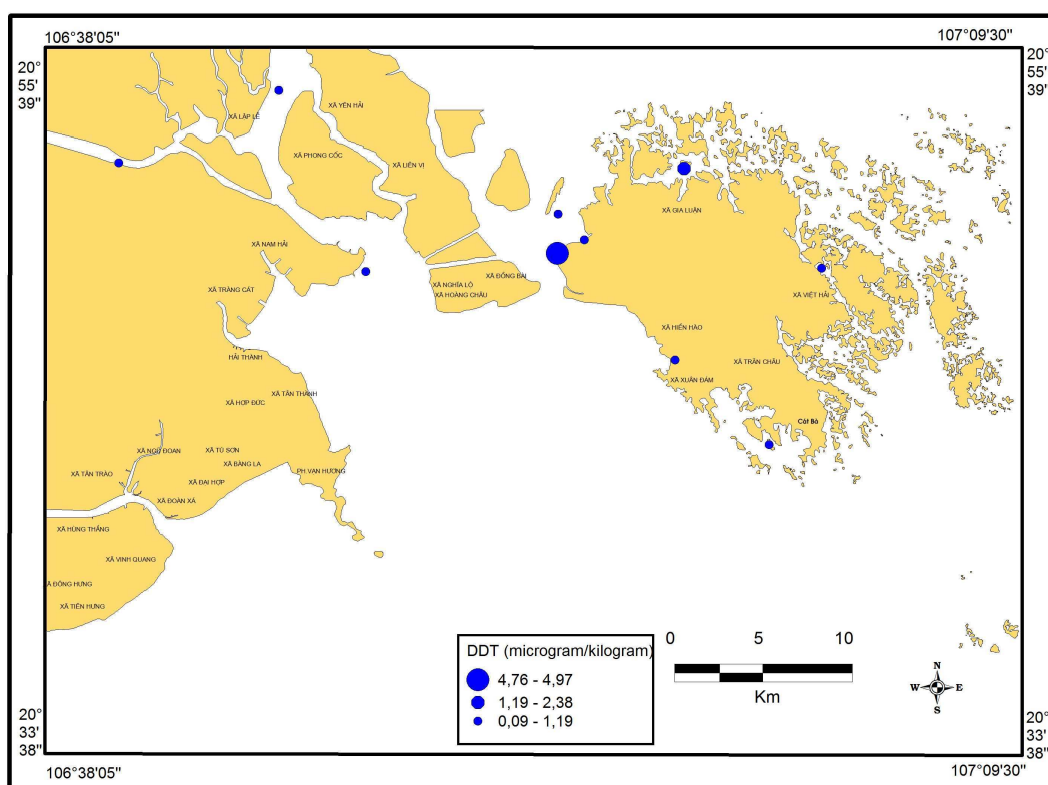 106°38'05"
107°09'30"
20°
55'
39"
20°
55'
39"
XÃ YÊN HẢI
XÃ LẬP LỄ
XÃ PHONG CỐC
XÃ LIÊN VỊ
XÃ GIA LUẬN
XÃ NAM HẢI
XÃ ĐỒNG BÀI
XÃ NGHĨA LỘ
XÃ TRÀNG CÁT
XÃ HOÀNG CHÂU
XÃ VIỆT HẢI
XÃ HIỀN HÀO
HẢI THÀNH
XÃ TRÂN CHÂU
XÃ XUÂN ĐÁM
XÃ TÂN THÀNH
XÃ HỢP ĐỨC
Cát Bà
XÃ NGŨ ĐOAN
XÃ TÚ SƠN
XÃ BÀNG LA
XÃ TÂN TRÀO
PH.VẠN HƯƠNG
XÃ ĐẠI HỢP
XÃ ĐOÀN XÁ
XÃ HÙNG THẮNG
XÃ VINH QUANG
Ã ĐÔNG HƯNG
XÃ TIÊN HƯNG
0 5 10
Km
DDT (microgram/kilogram)
4,76 - 4,97
1,19 - 2,38
0,09 - 1,19
N
W E
S
20°
33'
38"
20°
33'
38"
106°38'05"
107°09'30"